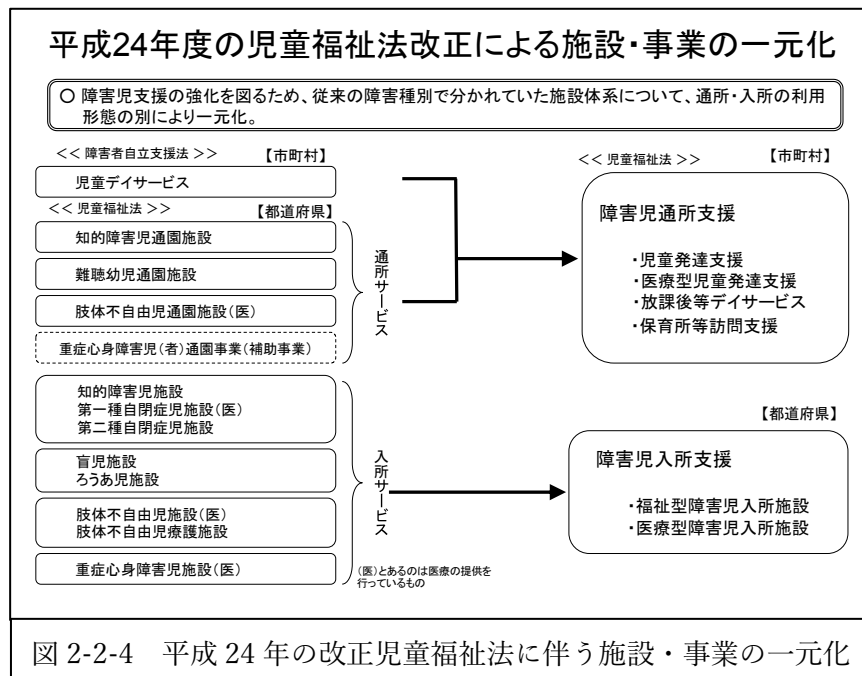 平成24年度の児童福祉法改正による施設・事業の一元化
○ 障害児支援の強化を図るため、従来の障害種別で分かれていた施設体系について、通所・入所の利用
形態の別により一元化。
<< 障害者自立支援法 >> 【市町村】
児童デイサービス
<< 児童福祉法 >> 【都道府県】
知的障害児通園施設
難聴幼児通園施設
肢体不自由児通園施設(医)
重症心身障害児(者)通園事業(補助事業)
通所サービス
知的障害児施設
第一種自閉症児施設(医)
第二種自閉症児施設
盲児施設
ろうあ児施設
肢体不自由児施設(医)
肢体不自由児療護施設
重症心身障害児施設(医)
入所サービス
(医)とあるのは医療の提供を
行っているもの
<< 児童福祉法 >> 【市町村】
障害児通所支援
・児童発達支援
・医療型児童発達支援
・放課後等デイサービス
・保育所等訪問支援
【都道府県】
障害児入所支援
・福祉型障害児入所施設
・医療型障害児入所施設
図 2-2-4 平成 24 年の改正児童福祉法に伴う施設・事業の一元化